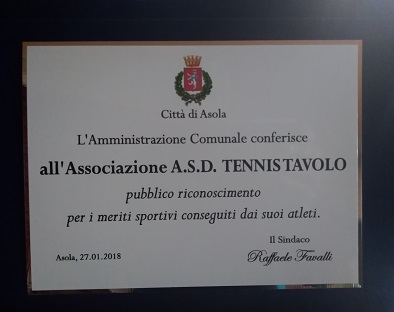 Città di Asola
L'Amministrazione Comunale conferisce
all'Associazione A.S.D. TENNIS TAVOLO
pubblico riconoscimento
per i meriti sportivi conseguiti dai suoi atleti.
Il Sindaco
Asola, 27.01.2018
Raffaele Favalli